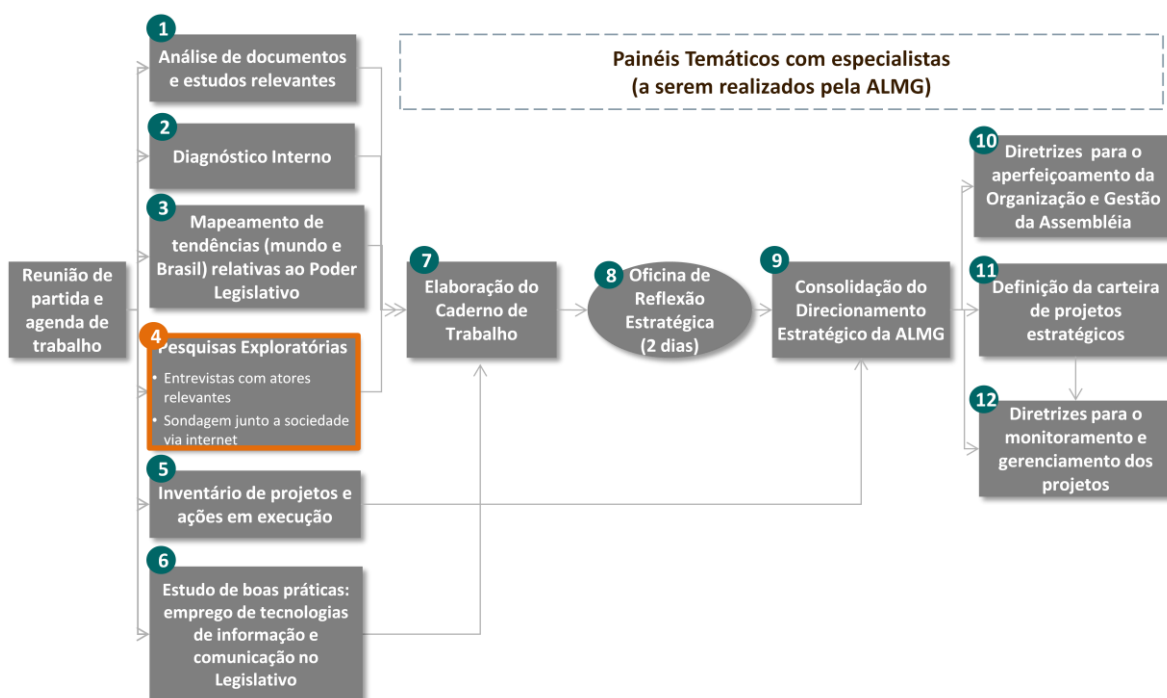 Painéis Temáticos com especialistas
(a serem realizados pela ALMG)
Reunião de
partida e
agenda de
trabalho
1
Análise de documentos
e estudos relevantes
2
Diagnóstico Interno
3
Mapeamento de
tendências (mundo e
Brasil) relativas ao Poder
Legislativo
4
Pesquisas Exploratórias
• Entrevistas com atores
relevantes
• Sondagem junto a sociedade
via internet
5
Inventário de projetos e
ações em execução
6
Estudo de boas práticas:
emprego de tecnologias
de informação e
comunicação no
Legislativo
7
Elaboração do
Caderno de
Trabalho
8
Oficina de
Reflexão
Estratégica
(2 dias)
9
Consolidação do
Direcionamento
Estratégico da ALMG
10
Diretrizes para o
aperfeiçoamento da
Organização e Gestão
da Assembléia
11
Definição da carteira
de projetos
estratégicos
12
Diretrizes para o
monitoramento e
gerenciamento dos
projetos